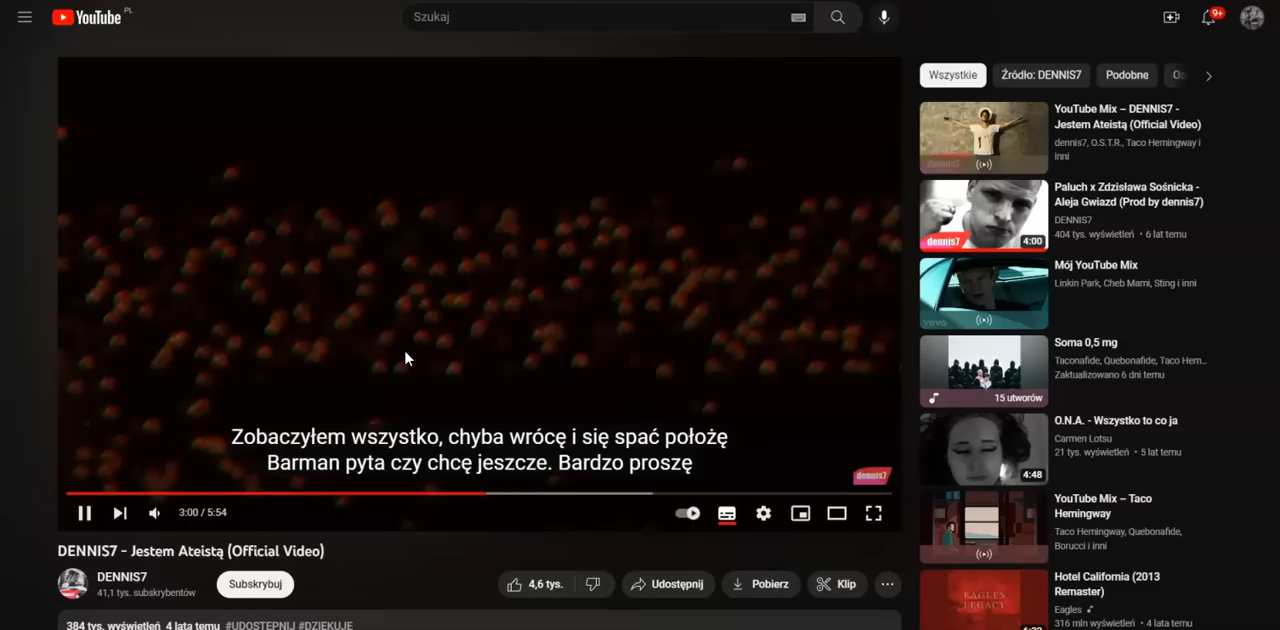 YouTube PL
Szukaj
9+
Wszystkie
Źródło: DENNIS7
Podobne
YouTube Mix – DENNIS7 -
Jestem Ateistą (Official Video)
dennis7, O.S.T.R., Taco Hemingway i
inni
Paluch x Zdzisława Sośnicka -
Aleja Gwiazd (Prod by dennis7)
DENNIS7
404 tys. wyświetleń • 6 lat temu
dennis7
4:00
Mój YouTube Mix
Linkin Park, Cheb Mami, Sting i inni
vevo
Soma 0,5 mg
Taconafide, Quebonafide, Taco Hem...
Zaktualizowano 6 dni temu
15 utworów
O.N.A. - Wszystko to co ja
Carmen Lotsu
21 tys. wyświetleń • 5 lat temu
4:48
YouTube Mix – Taco
Hemingway
Taco Hemingway, Quebonafide,
Borucci i inni
Hotel California (2013
Remaster)
Eagles
316 mln wyświetleń • 4 lata temu
EAGLES
LEGACY
Zobaczyłem wszystko, chyba wrócę i się spać położę
Barman pyta czy chcę jeszcze. Bardzo proszę
dennis7
3:00 / 5:54
DENNIS7 - Jestem Ateistą (Official Video)
DENNIS7
41,1 tys. subskrybentów
Subskrybuj
4,6 tys.
Udostępnij
Pobierz
Klip
384 tys. wyświetleń 4 lata temu #UDOSTEPNIJ #DZIEKUJE